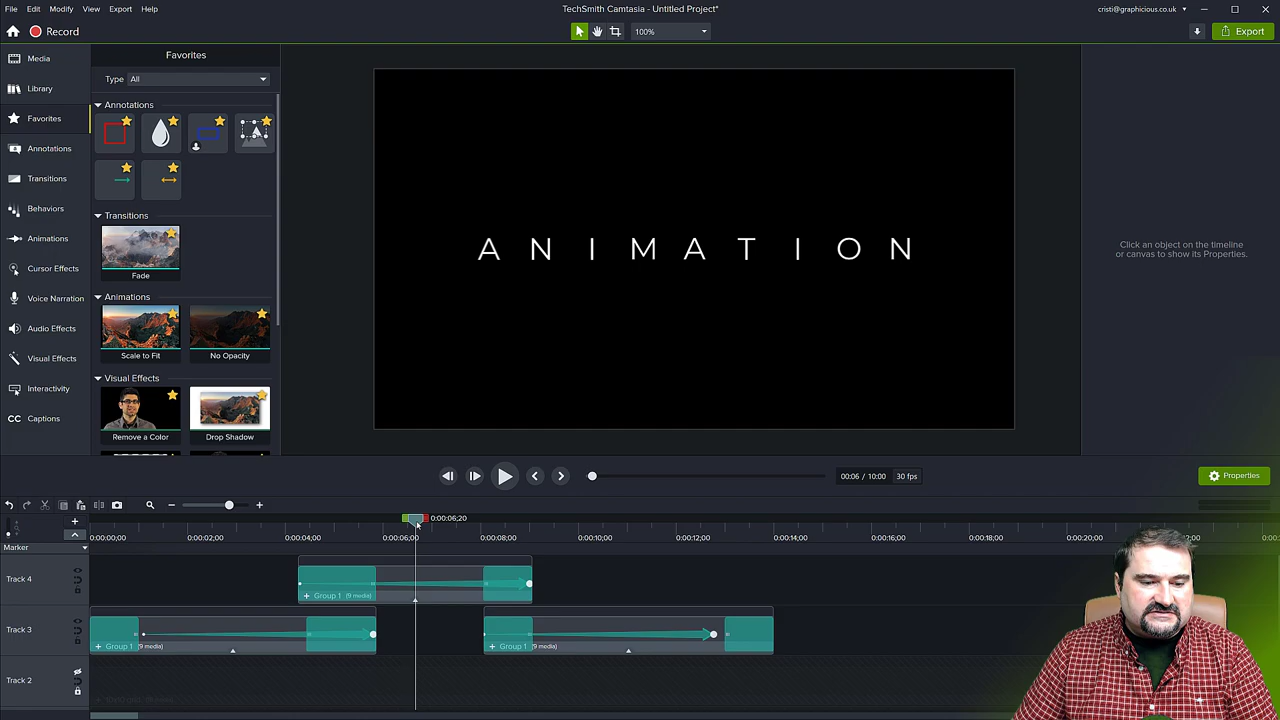 File Edit Modify View Export Help
TechSmith Camtasia - Untitled Project*
cristi@graphicious.co.uk
Record
100%
Export
Media
Library
Favorites
Annotations
Transitions
Behaviors
Animations
Cursor Effects
Voice Narration
Audio Effects
Visual Effects
Interactivity
CC Captions
Favorites
Type All
Annotations
Transitions
Fade
Animations
Scale to Fit No Opacity
Visual Effects
Remove a Color Drop Shadow
A N I M A T I O N
Click an object on the timeline
or canvas to show its Properties.
00:06 / 10:00 30 fps
Properties
0:00:06;20
Marker
0:00:00;00 0:00:02;00 0:00:04;00 0:00:06;00 0:00:08;00 0:00:10;00 0:00:12;00 0:00:14;00 0:00:16;00 0:00:18;00 0:00:20;00
Track 4
+ Group 1 (9 media)
Track 3
+ Group 1 (9 media) + Group 1 (9 media)
Track 2